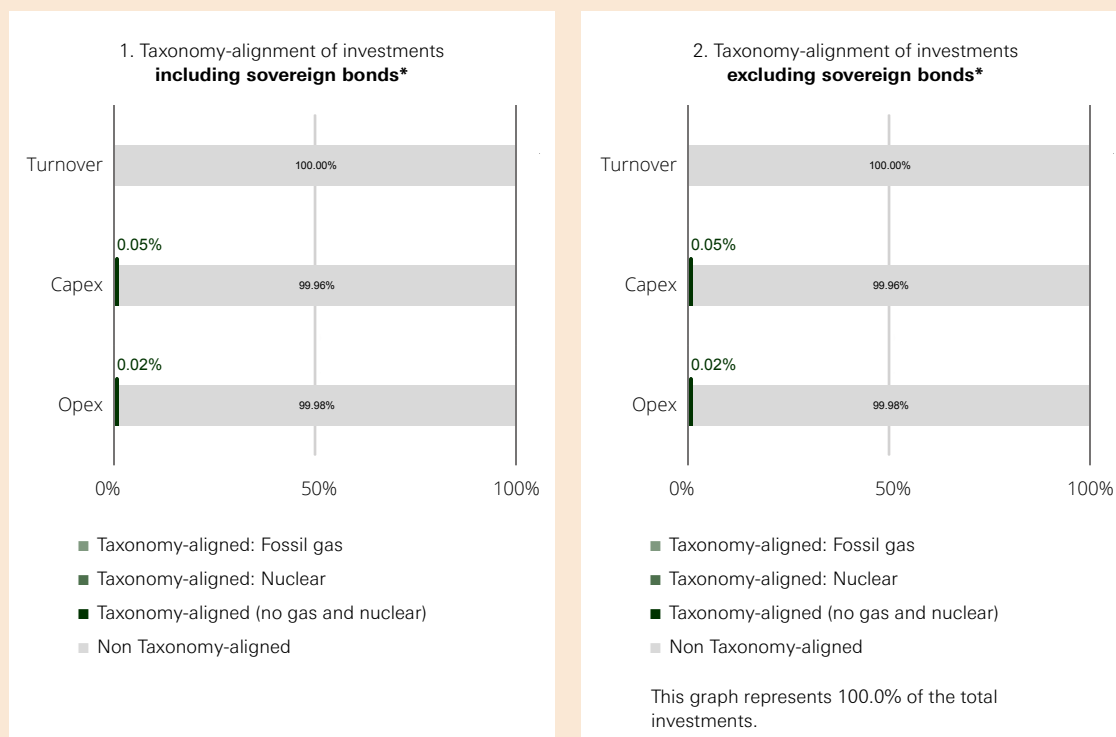 1. Taxonomy-alignment of investments
including sovereign bonds*
Turnover
100.00%
0.05%
Capex
99.96%
0.02%
Opex
99.98%
0%
50%
100%
Taxonomy-aligned: Fossil gas
Taxonomy-aligned: Nuclear
Taxonomy-aligned (no gas and nuclear)
Non Taxonomy-aligned
2. Taxonomy-alignment of investments
excluding sovereign bonds*
Turnover
100.00%
0.05%
Capex
99.96%
0.02%
Opex
99.98%
0%
50%
100%
Taxonomy-aligned: Fossil gas
Taxonomy-aligned: Nuclear
Taxonomy-aligned (no gas and nuclear)
Non Taxonomy-aligned
This graph represents 100.0% of the total
investments.